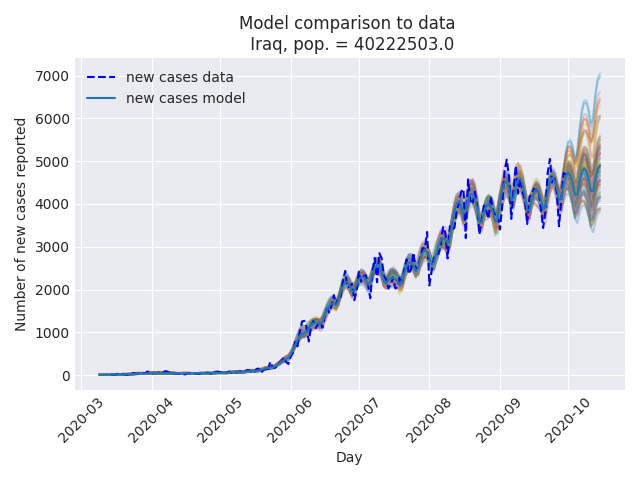 Model comparison to data
Iraq, pop. = 40222503.0
new cases data
new cases model
Number of new cases reported
7000
6000
5000
4000
3000
2000
1000
0
2020-03
2020-04
2020-05
2020-06
2020-07
2020-08
2020-09
2020-10
Day